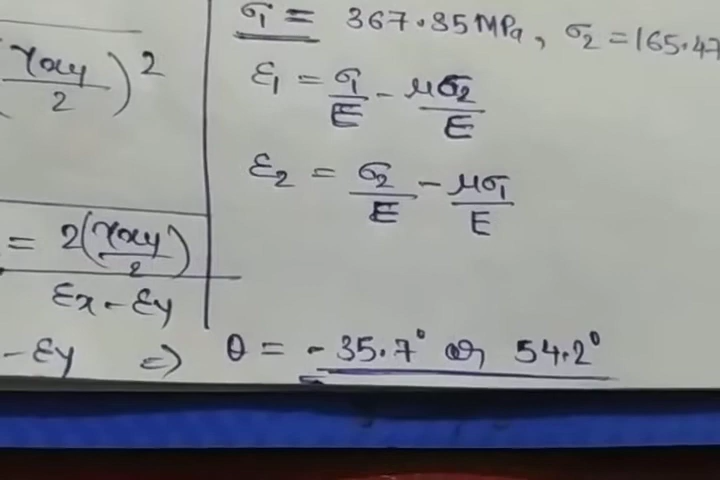 σ1 = 367.85 MPa, σ2 = 165.47
(γxy/2)^2
ε1 = σ1/E - μσ2/E
ε2 = σ2/E - μσ1/E
= 2(γxy/2)/(εx - εy)
- εy ⇒ θ = -35.7° or 54.2°